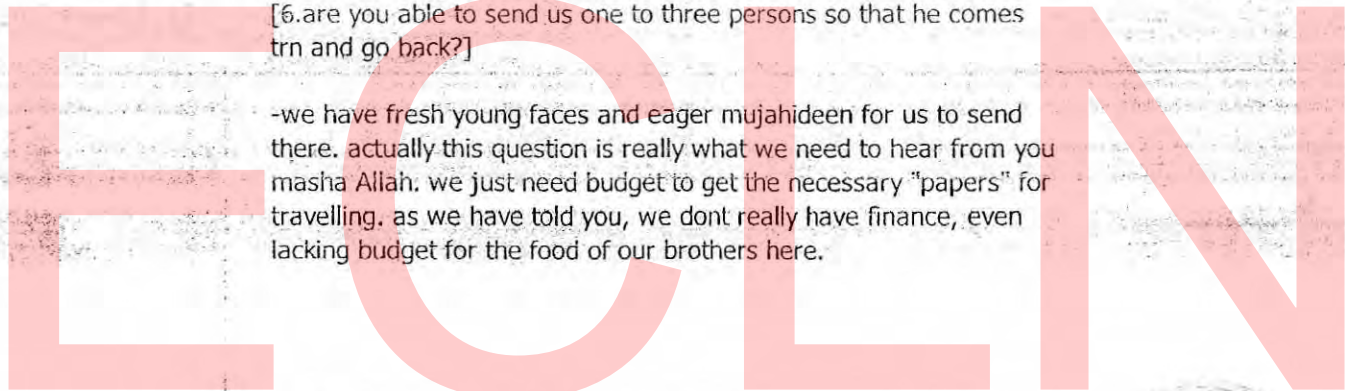 [6.are you able to send us one to three persons so that he comes
trn and go back?]
-we have fresh young faces and eager mujahideen for us to send
there. actually this question is really what we need to hear from you
masha Allah. we just need budget to get the necessary "papers" for
travelling. as we have told you, we dont really have finance, even
lacking budget for the food of our brothers here.
ECLN